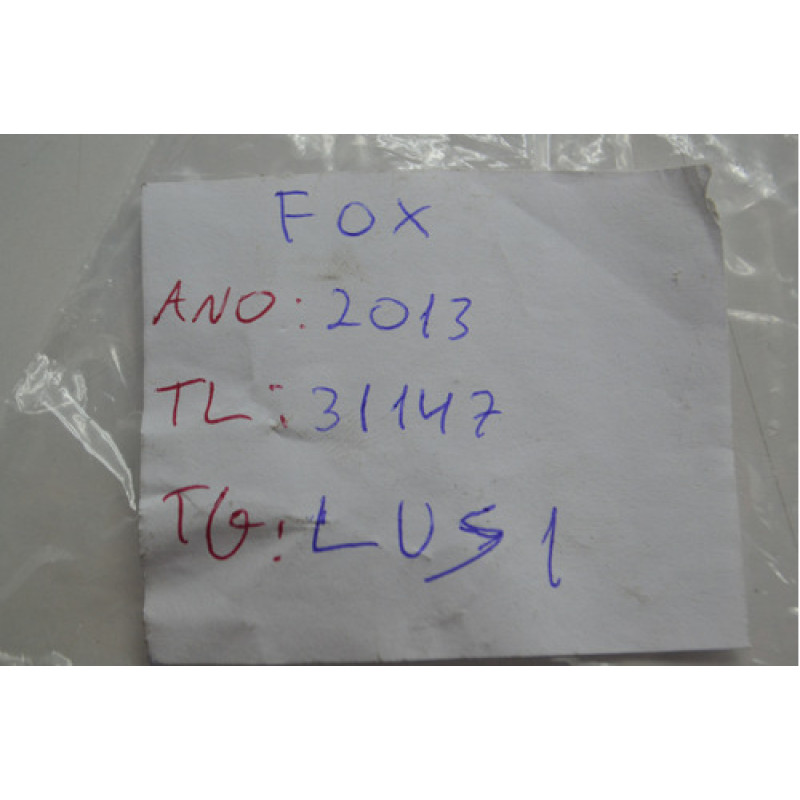 FOX
ANO: 2013
TL: 31147
TG: LUS1